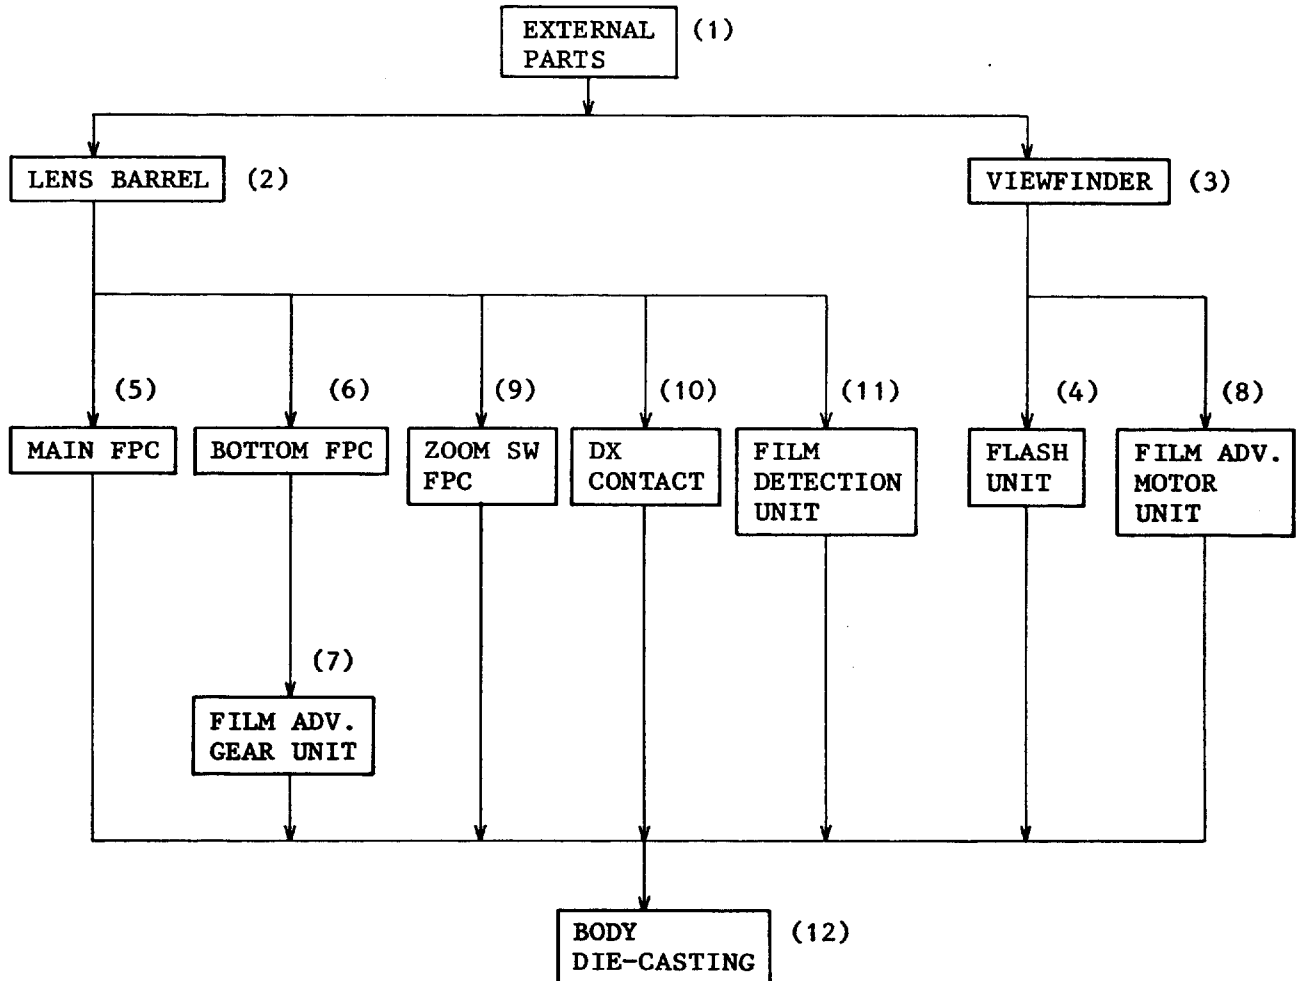 EXTERNAL
PARTS
(1)
LENS BARREL
(2)
VIEWFINDER
(3)
(5)
(6)
(9)
(10)
(11)
(4)
(8)
MAIN FPC
BOTTOM FPC
ZOOM SW
FPC
DX
CONTACT
FILM
DETECTION
UNIT
FLASH
UNIT
FILM ADV.
MOTOR
UNIT
(7)
FILM ADV.
GEAR UNIT
BODY
DIE-CASTING
(12)